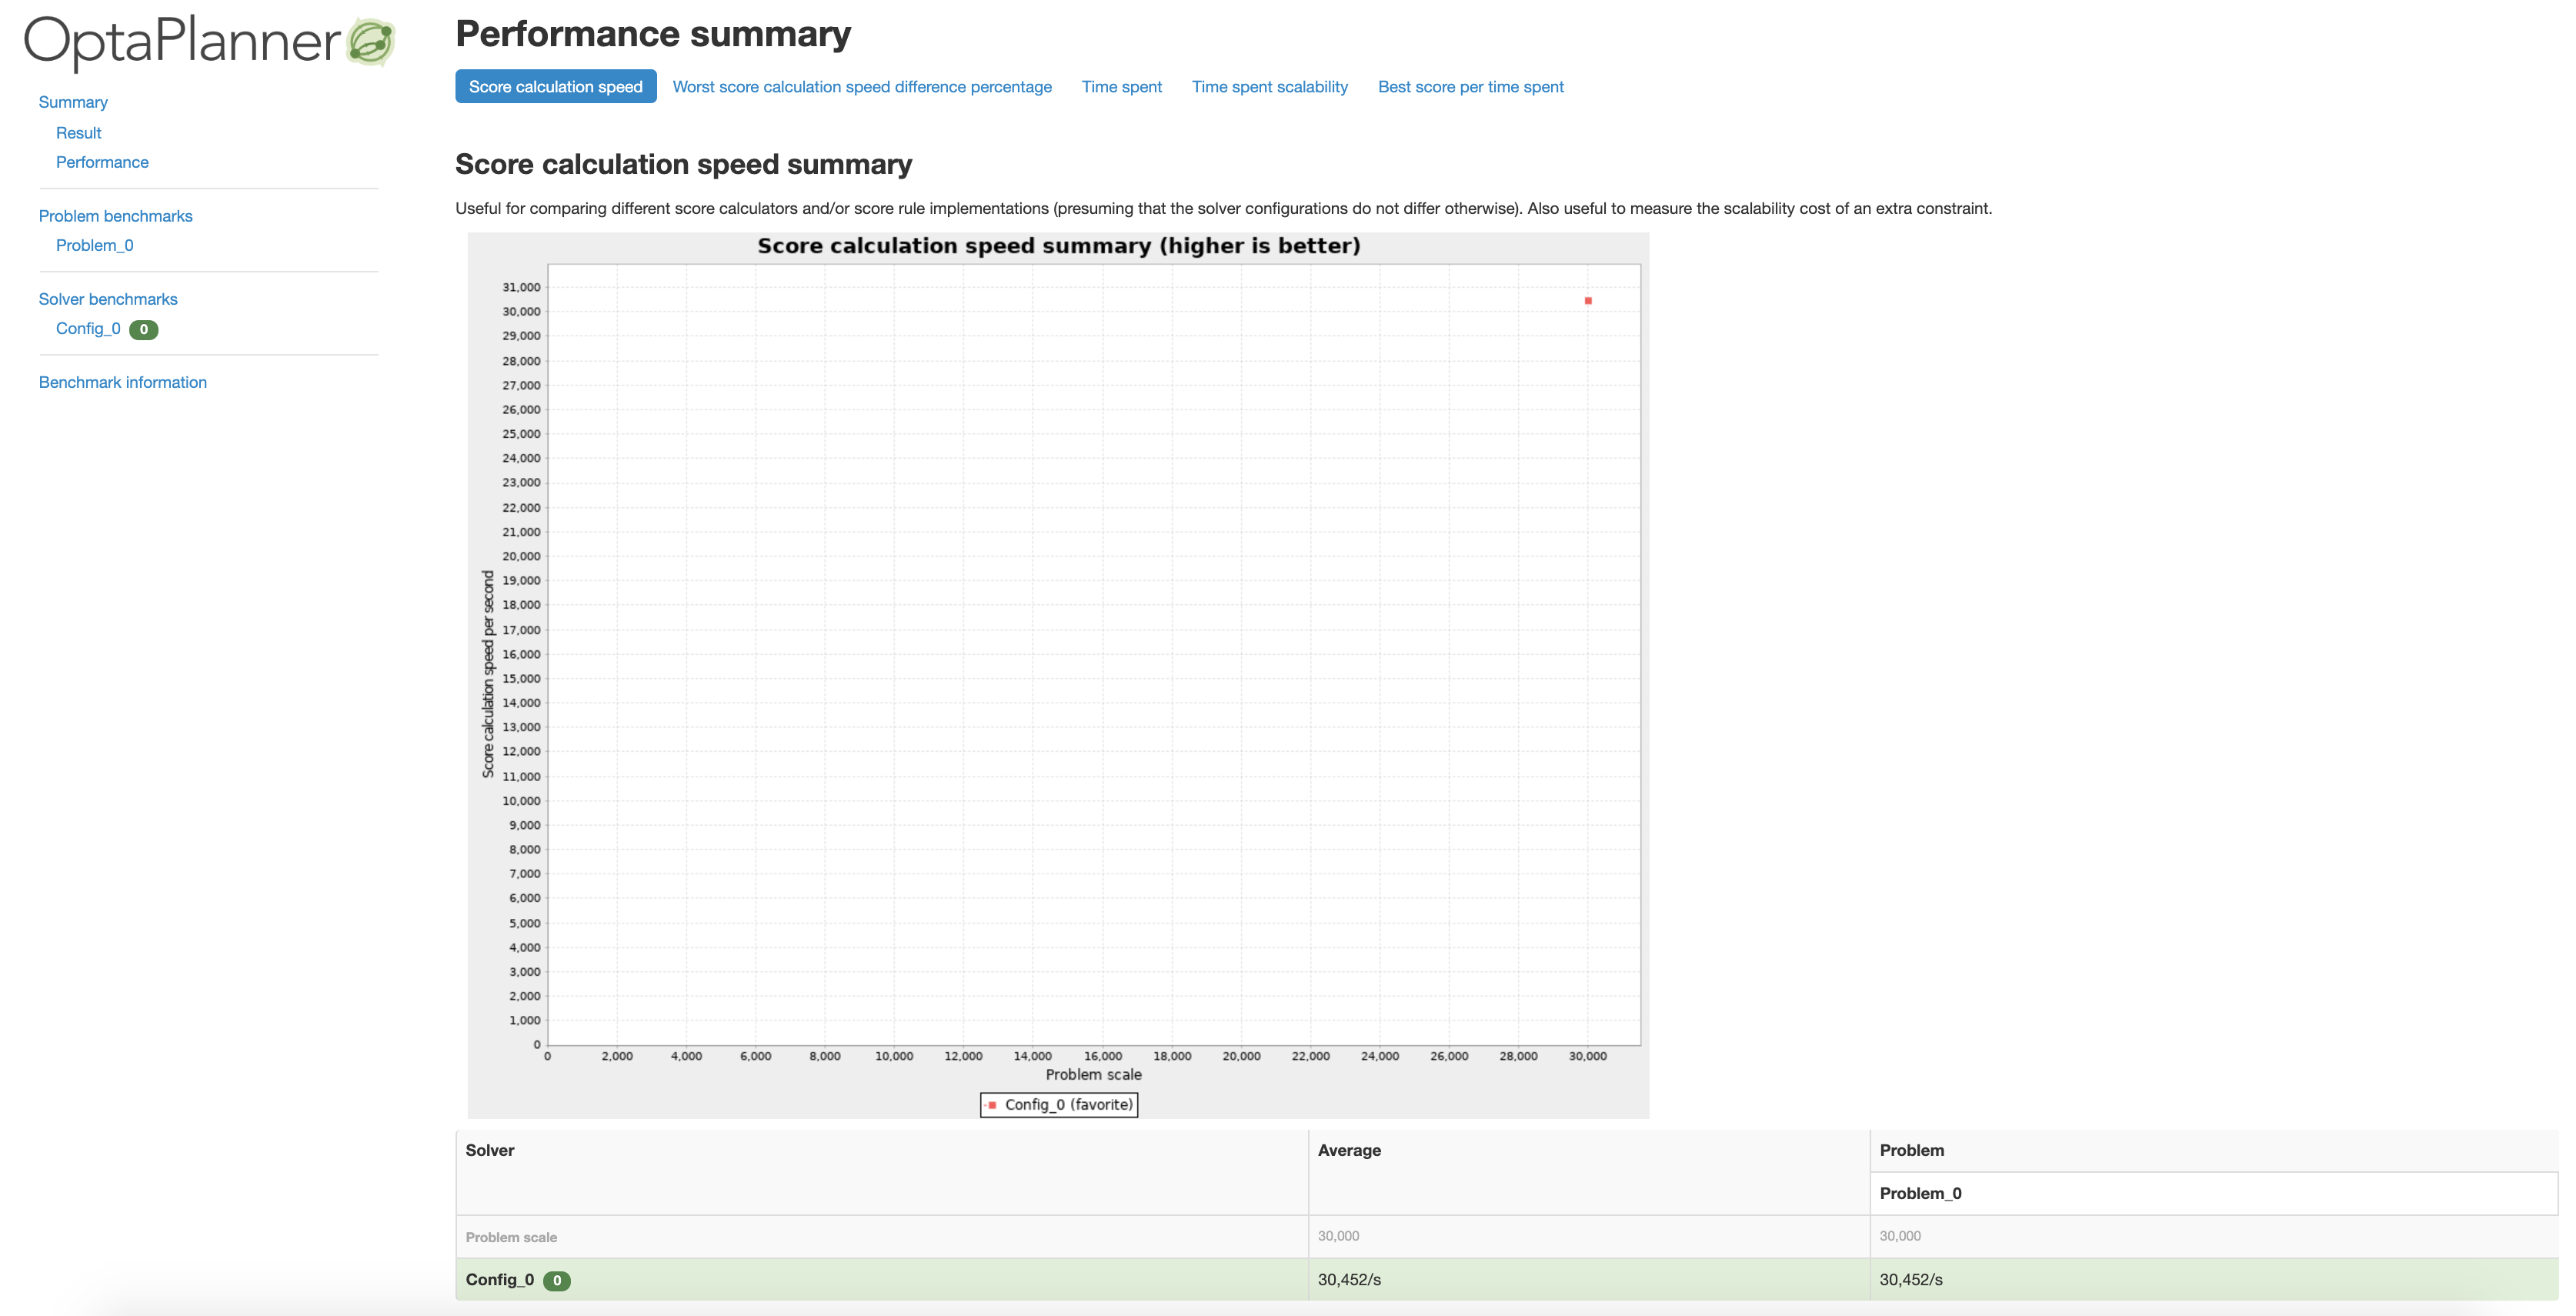 OptaPlanner
Summary
Result
Performance
Problem benchmarks
Problem_0
Solver benchmarks
Config_0 0
Benchmark information
Performance summary
Score calculation speed Worst score calculation speed difference percentage Time spent Time spent scalability Best score per time spent
Score calculation speed summary
Useful for comparing different score calculators and/or score rule implementations (presuming that the solver configurations do not differ otherwise). Also useful to measure the scalability cost of an extra constraint.
Score calculation speed summary (higher is better)
Score calculation speed per second
31,000
30,000
29,000
28,000
27,000
26,000
25,000
24,000
23,000
22,000
21,000
20,000
19,000
18,000
17,000
16,000
15,000
14,000
13,000
12,000
11,000
10,000
9,000
8,000
7,000
6,000
5,000
4,000
3,000
2,000
1,000
0
0 2,000 4,000 6,000 8,000 10,000 12,000 14,000 16,000 18,000 20,000 22,000 24,000 26,000 28,000 30,000
Problem scale
Config_0 (favorite)
Solver Average Problem
Problem_0
Problem scale 30,000 30,000
Config_0 0 30,452/s 30,452/s